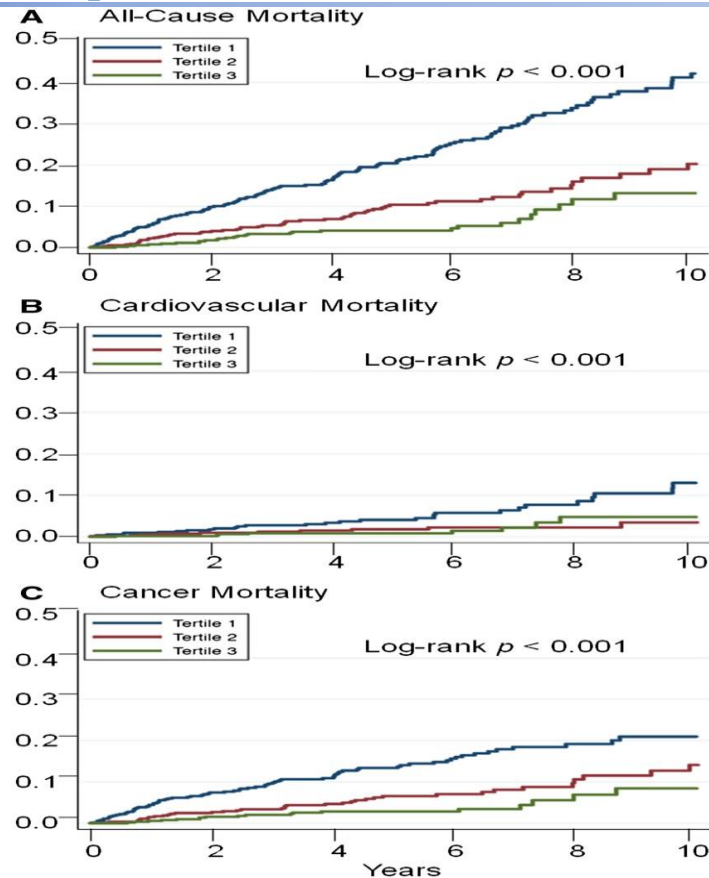 A All-Cause Mortality
0.5
Tertile 1
Tertile 2
Tertile 3
Log-rank p < 0.001
0.4
0.3
0.2
0.1
0.0
0 2 4 6 8 10
B Cardiovascular Mortality
0.5
Tertile 1
Tertile 2
Tertile 3
Log-rank p < 0.001
0.4
0.3
0.2
0.1
0.0
0 2 4 6 8 10
C Cancer Mortality
0.5
Tertile 1
Tertile 2
Tertile 3
Log-rank p < 0.001
0.4
0.3
0.2
0.1
0.0
0 2 4 6 8 10
Years